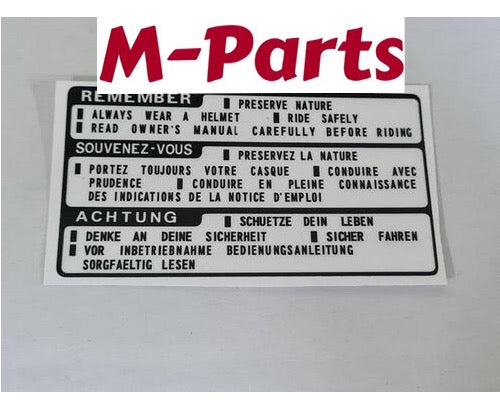 M-Parts
REMEMBER ▮ PRESERVE NATURE
▮ ALWAYS WEAR A HELMET ▮ RIDE SAFELY
▮ READ OWNER'S MANUAL CAREFULLY BEFORE RIDING
SOUVENEZ-VOUS ▮ PRESERVEZ LA NATURE
▮ PORTEZ TOUJOURS VOTRE CASQUE ▮ CONDUIRE AVEC
PRUDENCE ▮ CONDUIRE EN PLEINE CONNAISSANCE
DES INDICATIONS DE LA NOTICE D'EMPLOI
ACHTUNG ▮ SCHUETZE DEIN LEBEN
▮ DENKE AN DEINE SICHERHEIT ▮ SICHER FAHREN
▮ VOR INBETRIEBNAHME BEDIENUNGSANLEITUNG
SORGFAELTIG LESEN